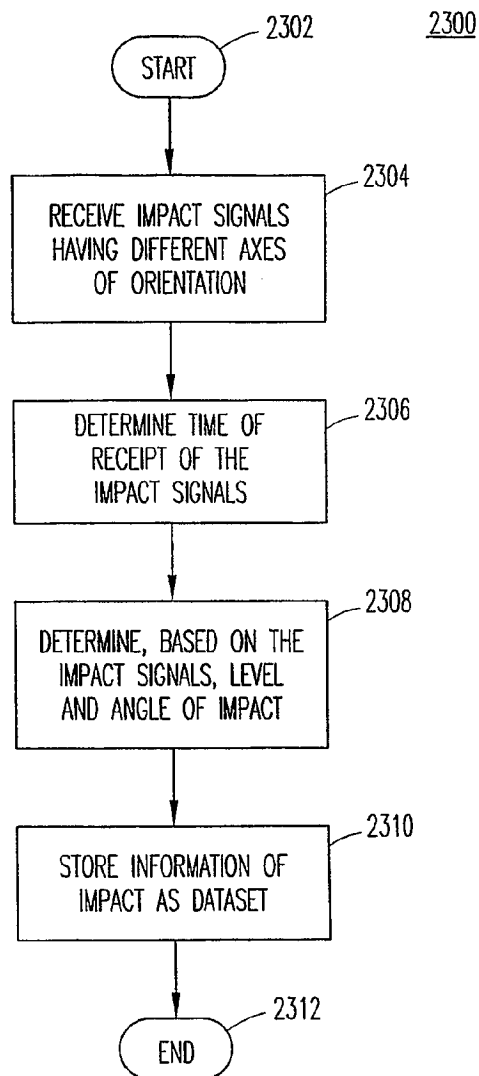 2302
2300
START
2304
RECEIVE IMPACT SIGNALS
HAVING DIFFERENT AXES
OF ORIENTATION
2306
DETERMINE TIME OF
RECEIPT OF THE
IMPACT SIGNALS
2308
DETERMINE, BASED ON THE
IMPACT SIGNALS, LEVEL
AND ANGLE OF IMPACT
2310
STORE INFORMATION OF
IMPACT AS DATASET
2312
END